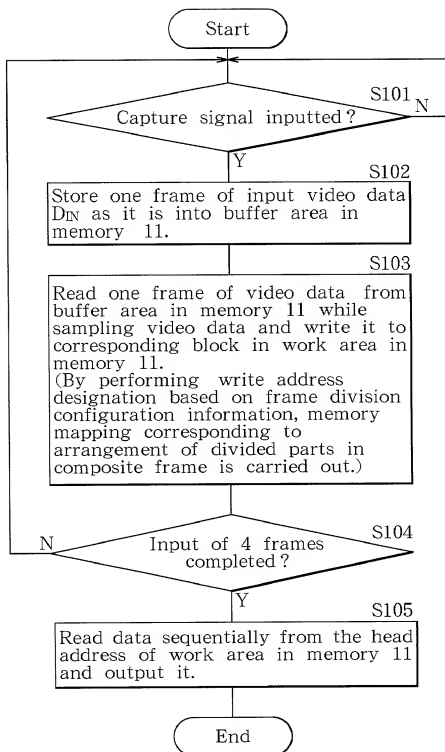 Start
S101
Capture signal inputted?
N
Y
S102
Store one frame of input video data
DIN as it is into buffer area in
memory 11.
S103
Read one frame of video data from
buffer area in memory 11 while
sampling video data and write it to
corresponding block in work area in
memory 11.
(By performing write address
designation based on frame division
configuration information, memory
mapping corresponding to
arrangement of divided parts in
composite frame is carried out.)
S104
N
Input of 4 frames
completed?
Y
S105
Read data sequentially from the head
address of work area in memory 11
and output it.
End